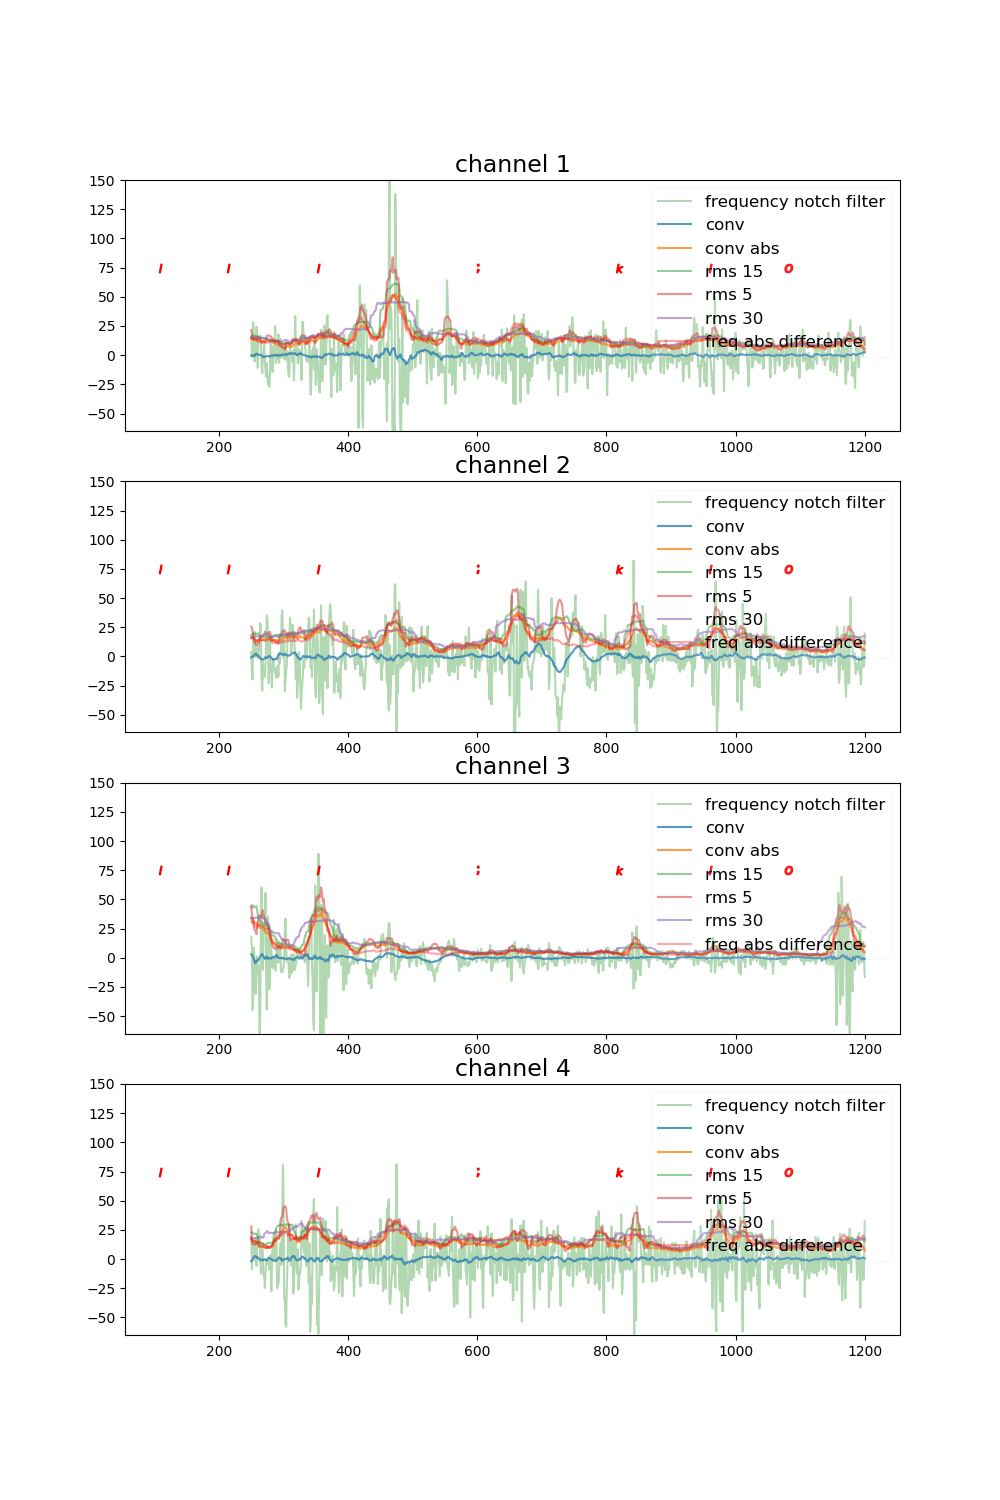 channel 1
150
125
100
75
50
25
0
−25
−50
l l l ; k l o
frequency notch filter
conv
conv abs
rms 15
rms 5
rms 30
freq abs difference
200 400 600 800 1000 1200
channel 2
150
125
100
75
50
25
0
−25
−50
l l l ; k l o
frequency notch filter
conv
conv abs
rms 15
rms 5
rms 30
freq abs difference
200 400 600 800 1000 1200
channel 3
150
125
100
75
50
25
0
−25
−50
l l l ; k l o
frequency notch filter
conv
conv abs
rms 15
rms 5
rms 30
freq abs difference
200 400 600 800 1000 1200
channel 4
150
125
100
75
50
25
0
−25
−50
l l l ; k l o
frequency notch filter
conv
conv abs
rms 15
rms 5
rms 30
freq abs difference
200 400 600 800 1000 1200